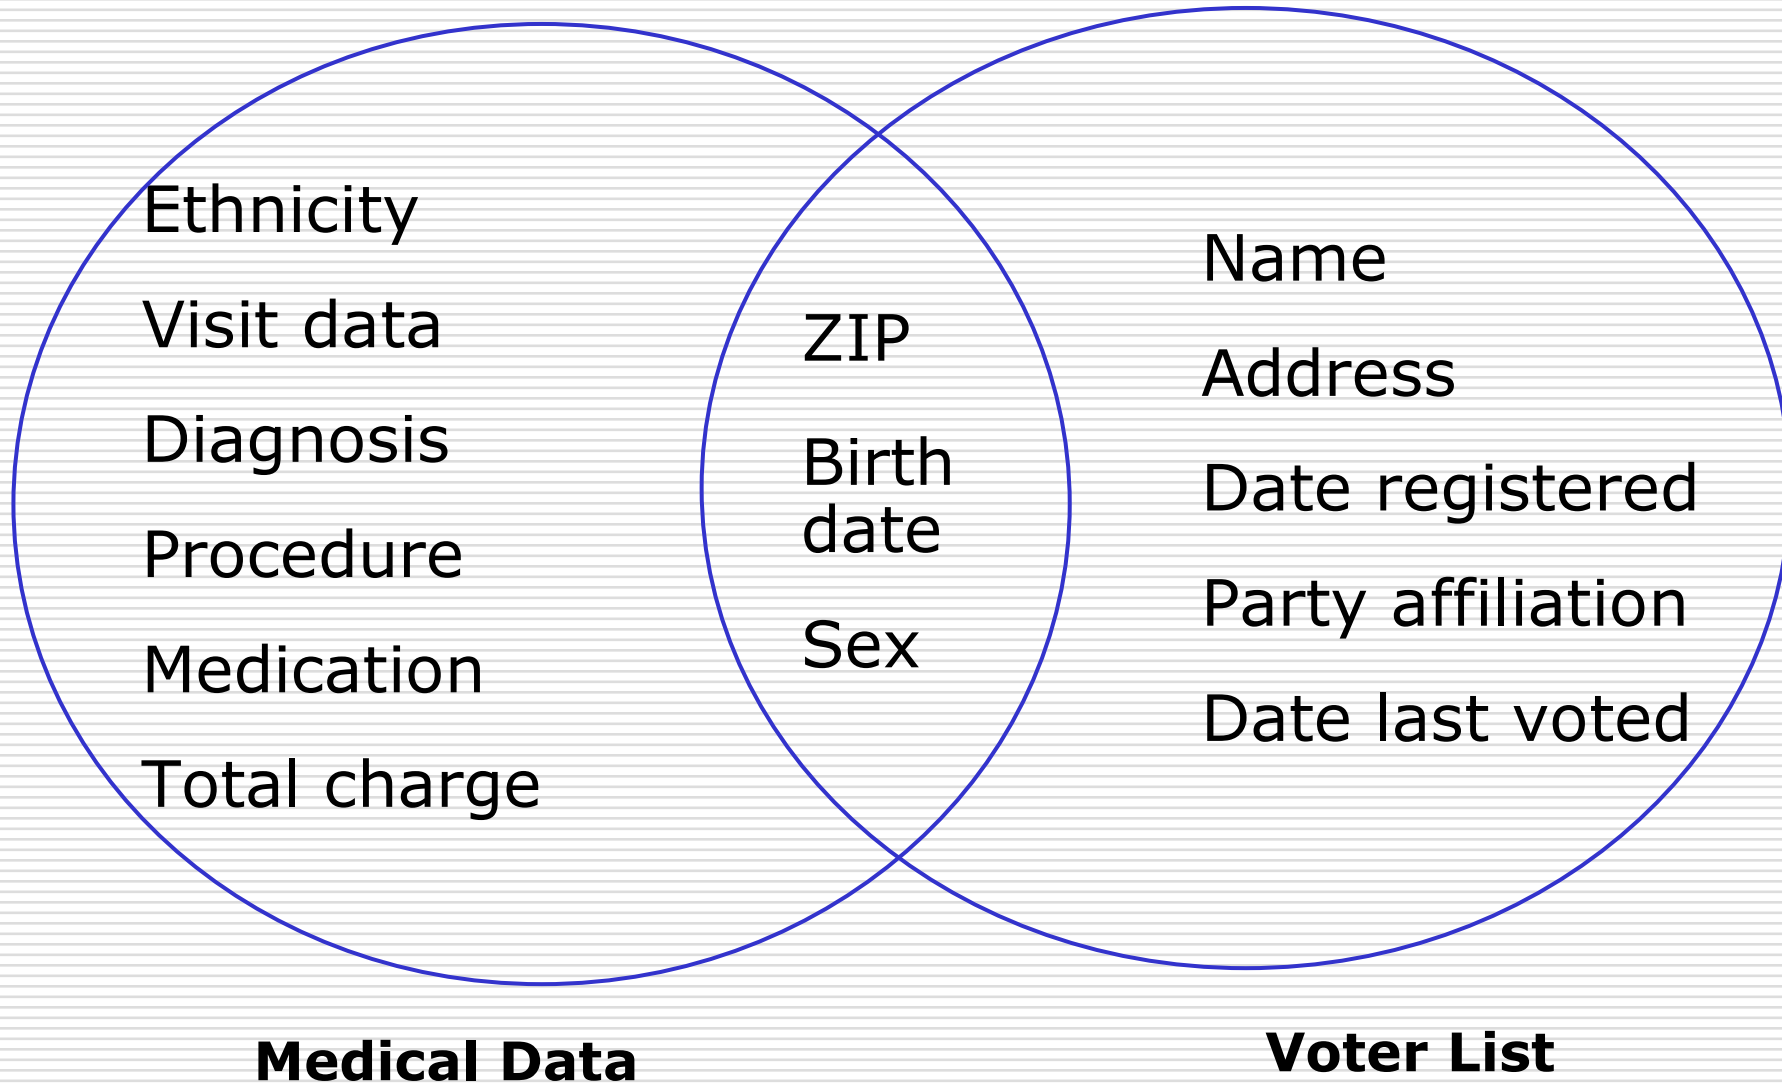 Ethnicity
Visit data
Diagnosis
Procedure
Medication
Total charge
ZIP
Birth
date
Sex
Name
Address
Date registered
Party affiliation
Date last voted
Medical Data
Voter List